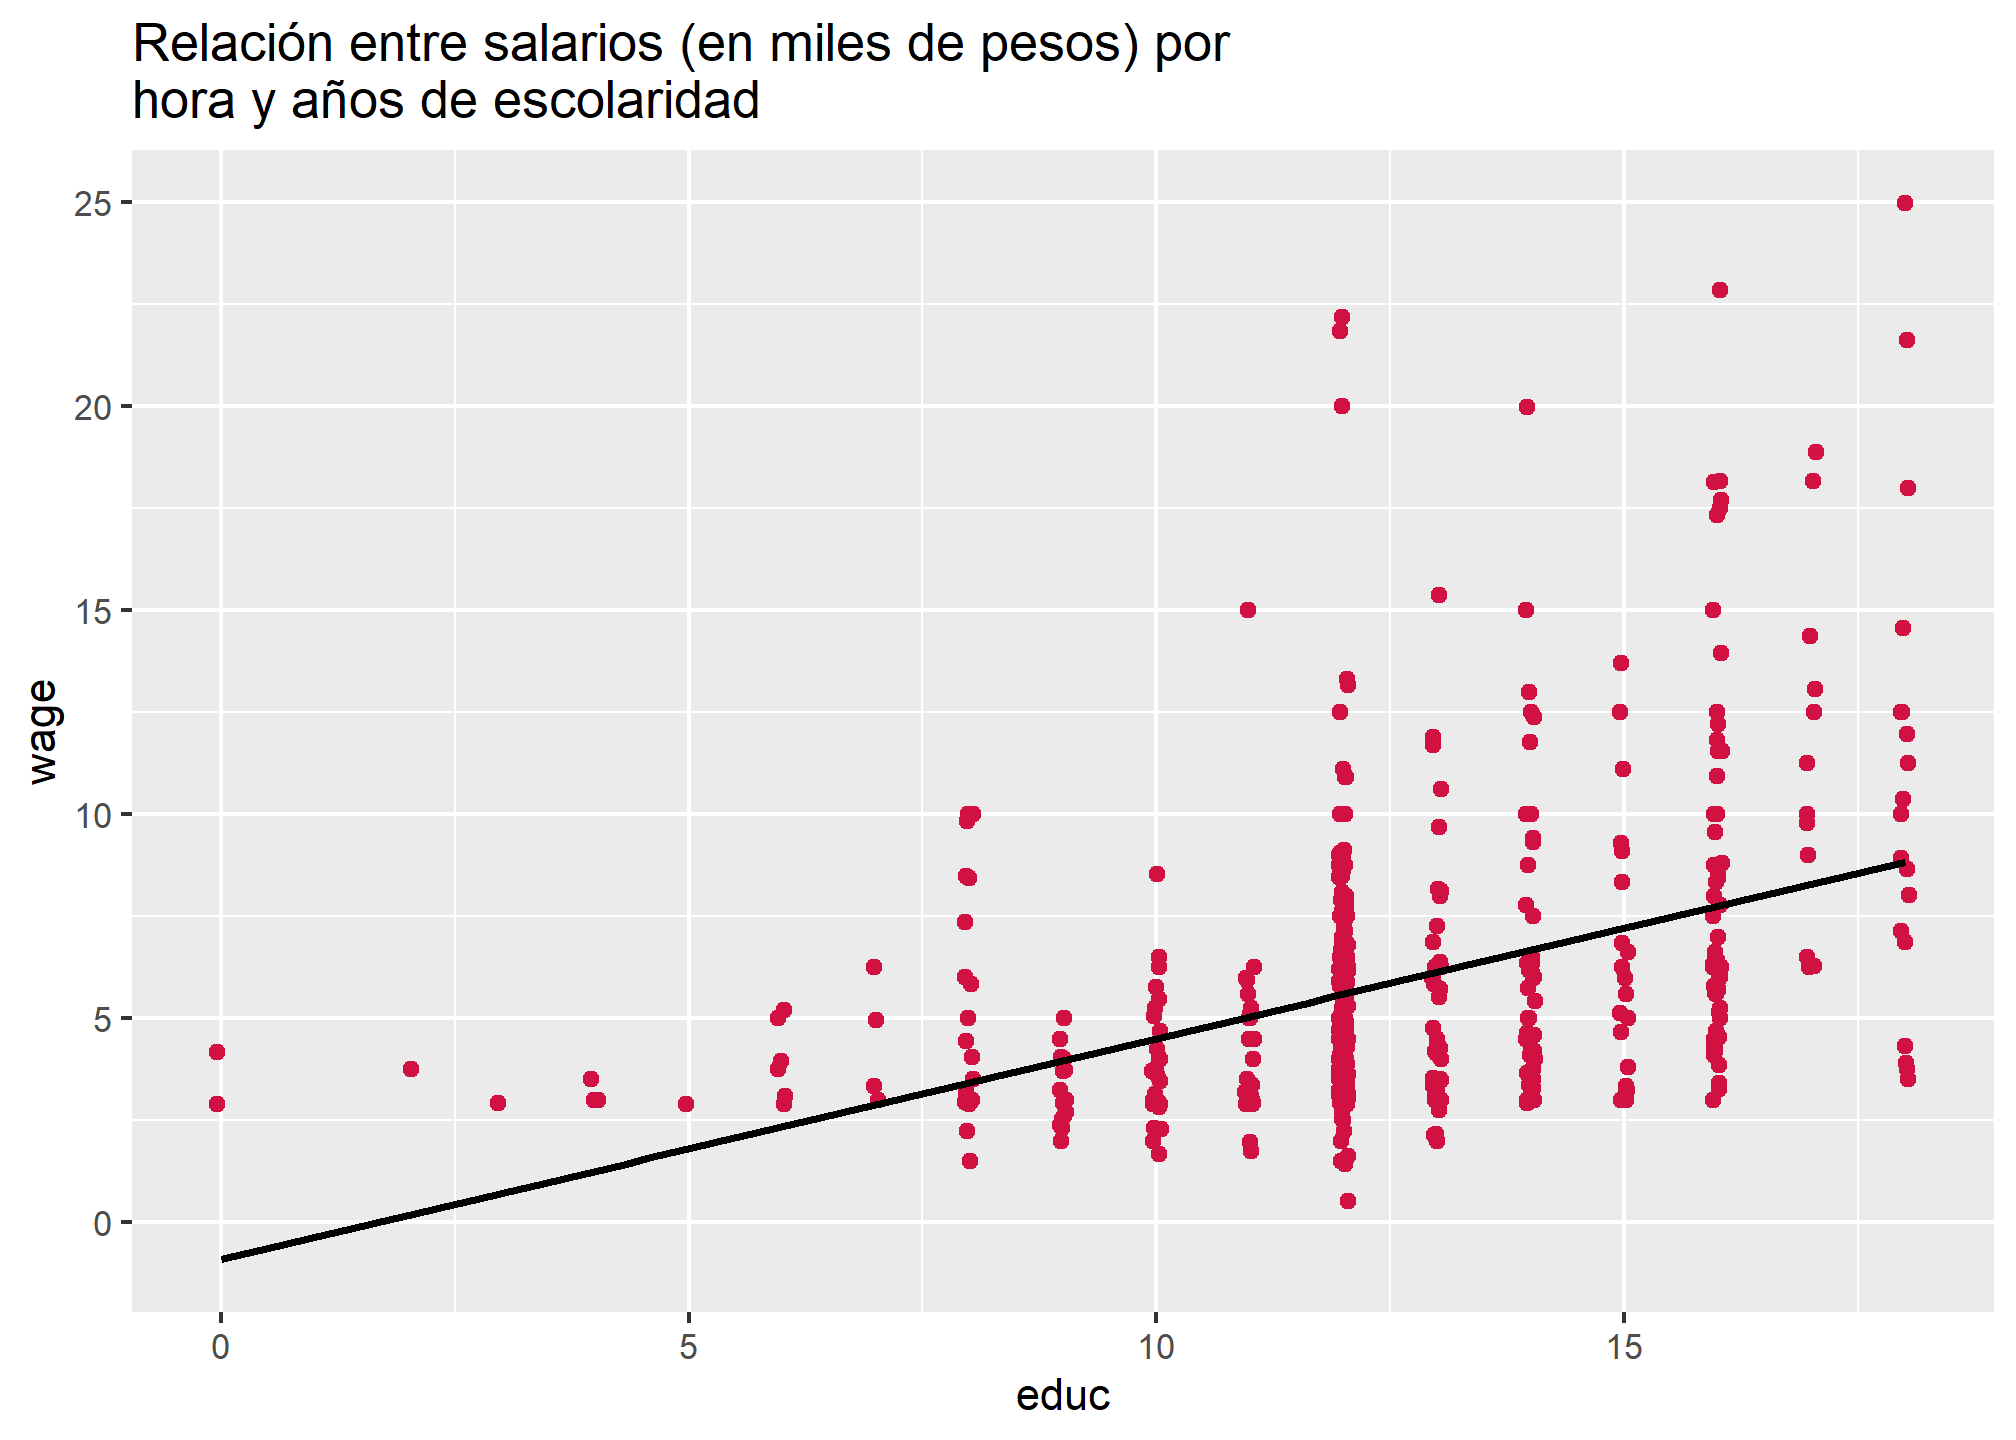 Relación entre salarios (en miles de pesos) por
hora y años de escolaridad
25
20
15
10
5
0
wage
0 5 10 15
educ